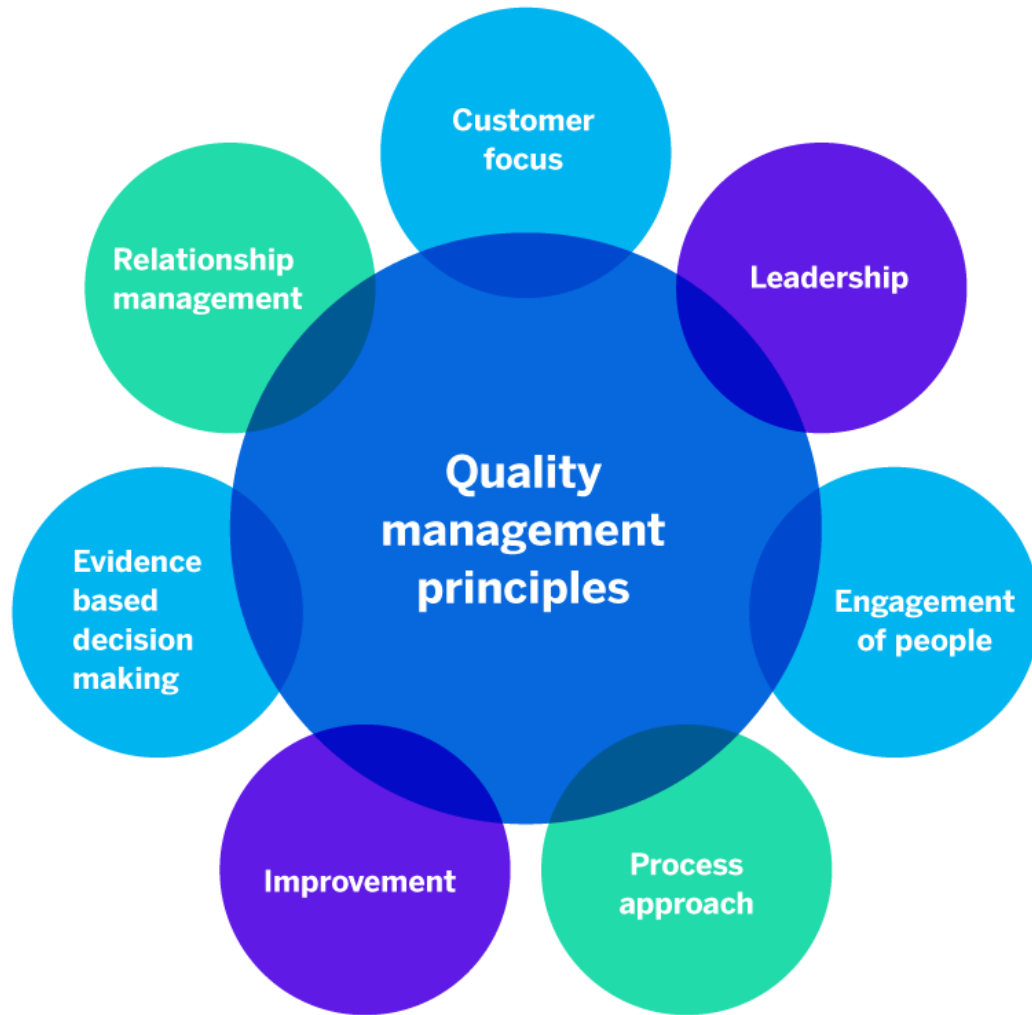 Customer
focus
Leadership
Engagement
of people
Process
approach
Improvement
Evidence
based
decision
making
Relationship
management
Quality
management
principles